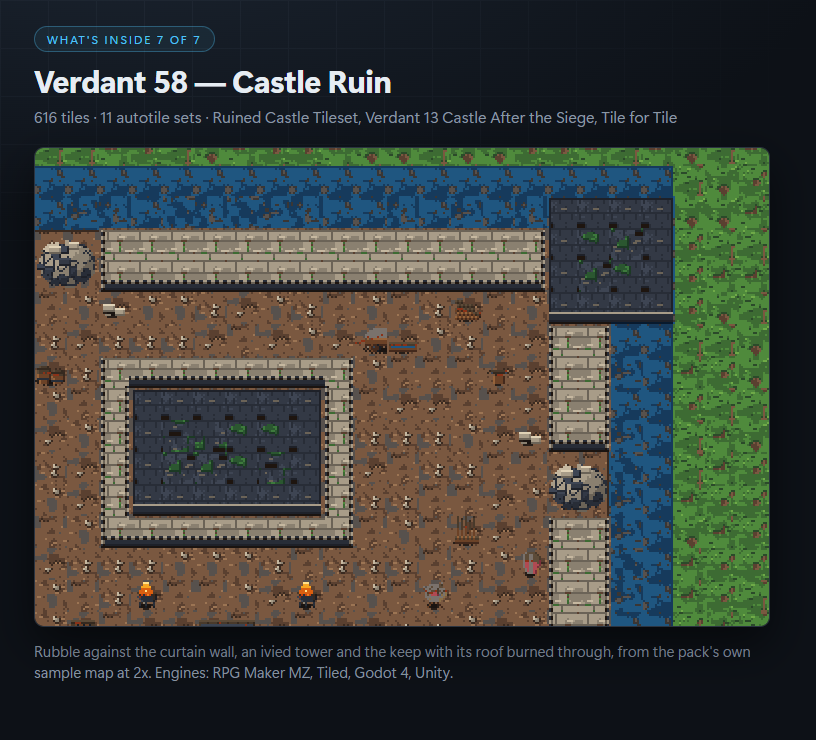 WHAT'S INSIDE 7 OF 7
Verdant 58 — Castle Ruin
616 tiles · 11 autotile sets · Ruined Castle Tileset, Verdant 13 Castle After the Siege, Tile for Tile
Rubble against the curtain wall, an ivied tower and the keep with its roof burned through, from the pack's own
sample map at 2x. Engines: RPG Maker MZ, Tiled, Godot 4, Unity.